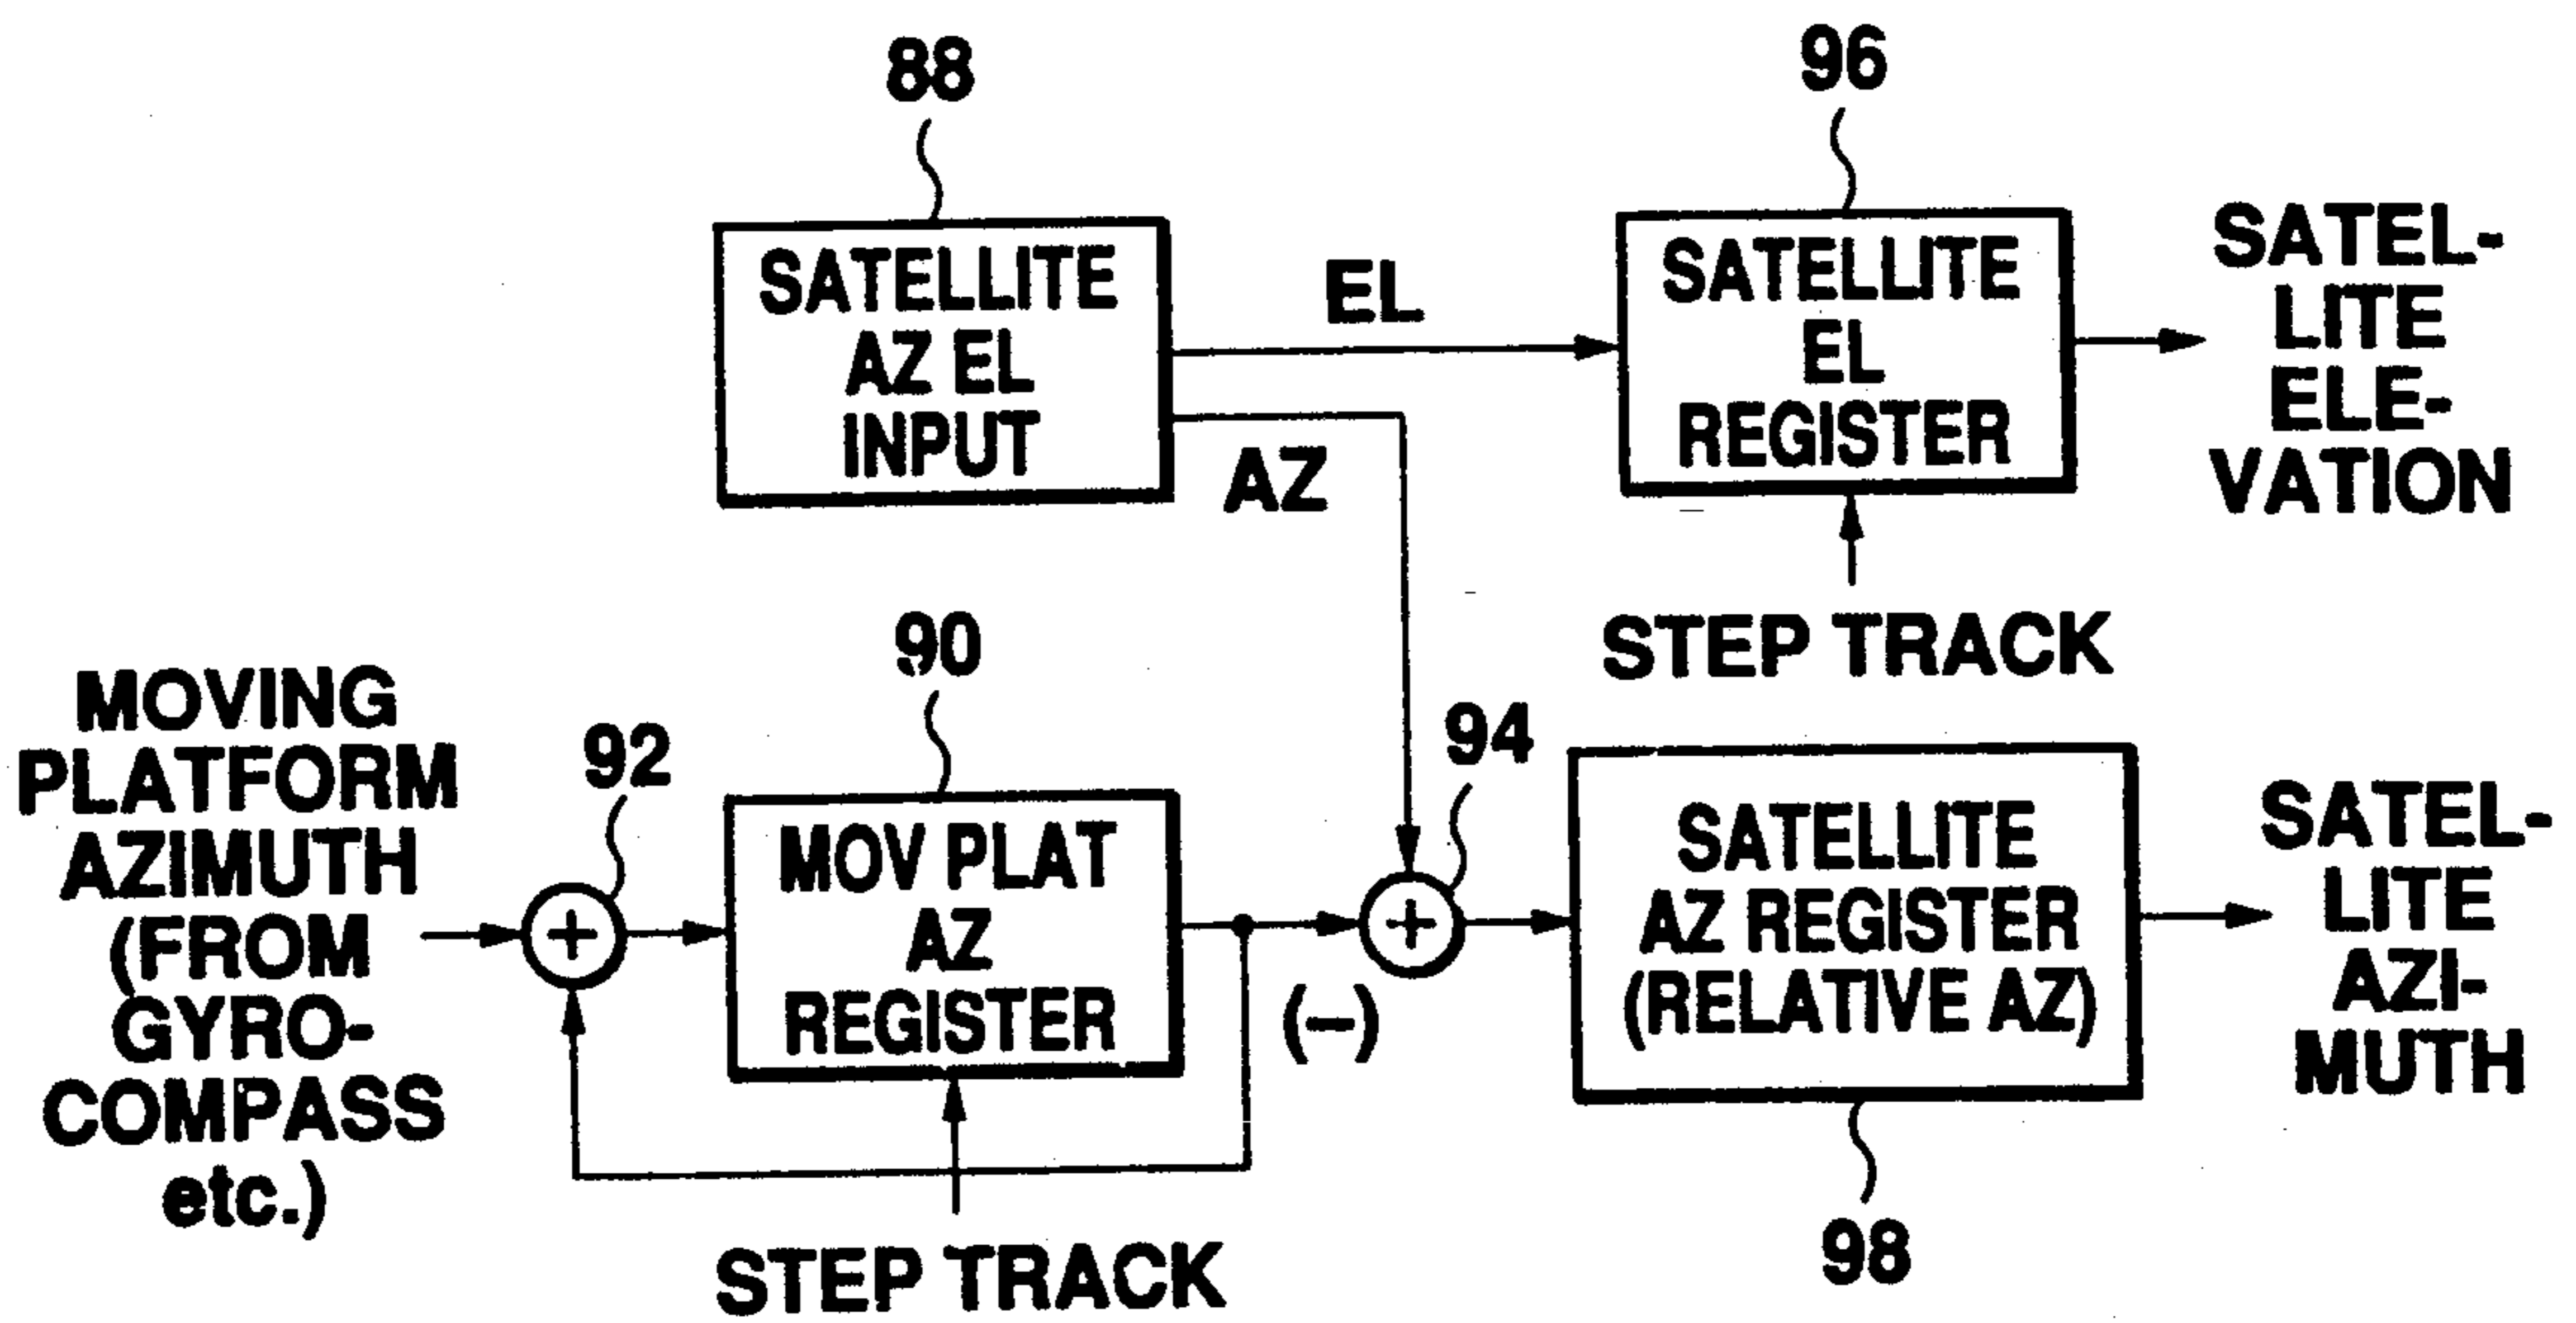 88
96
SATELLITE
AZ EL
INPUT
EL
AZ
SATELLITE
EL
REGISTER
SATEL-
LITE
ELE-
VATION
STEP TRACK
MOVING
PLATFORM
AZIMUTH
(FROM
GYRO-
COMPASS
etc.)
92
+
90
MOV PLAT
AZ
REGISTER
STEP TRACK
94
+
(−)
SATELLITE
AZ REGISTER
(RELATIVE AZ)
98
SATEL-
LITE
AZI-
MUTH